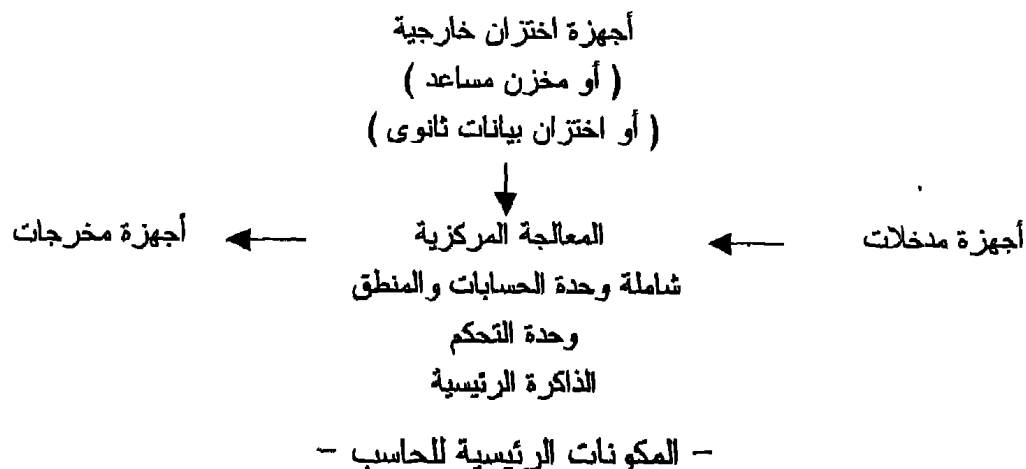 أجهزة اختزان خارجية
( أو مخزن مساعد )
( أو اختزان بيانات ثانوى )
أجهزة مدخلات
المعالجة المركزية
أجهزة مخرجات
شاملة وحدة الحسابات والمنطق
وحدة التحكم
الذاكرة الرئيسية
– المكونات الرئيسية للحاسب –